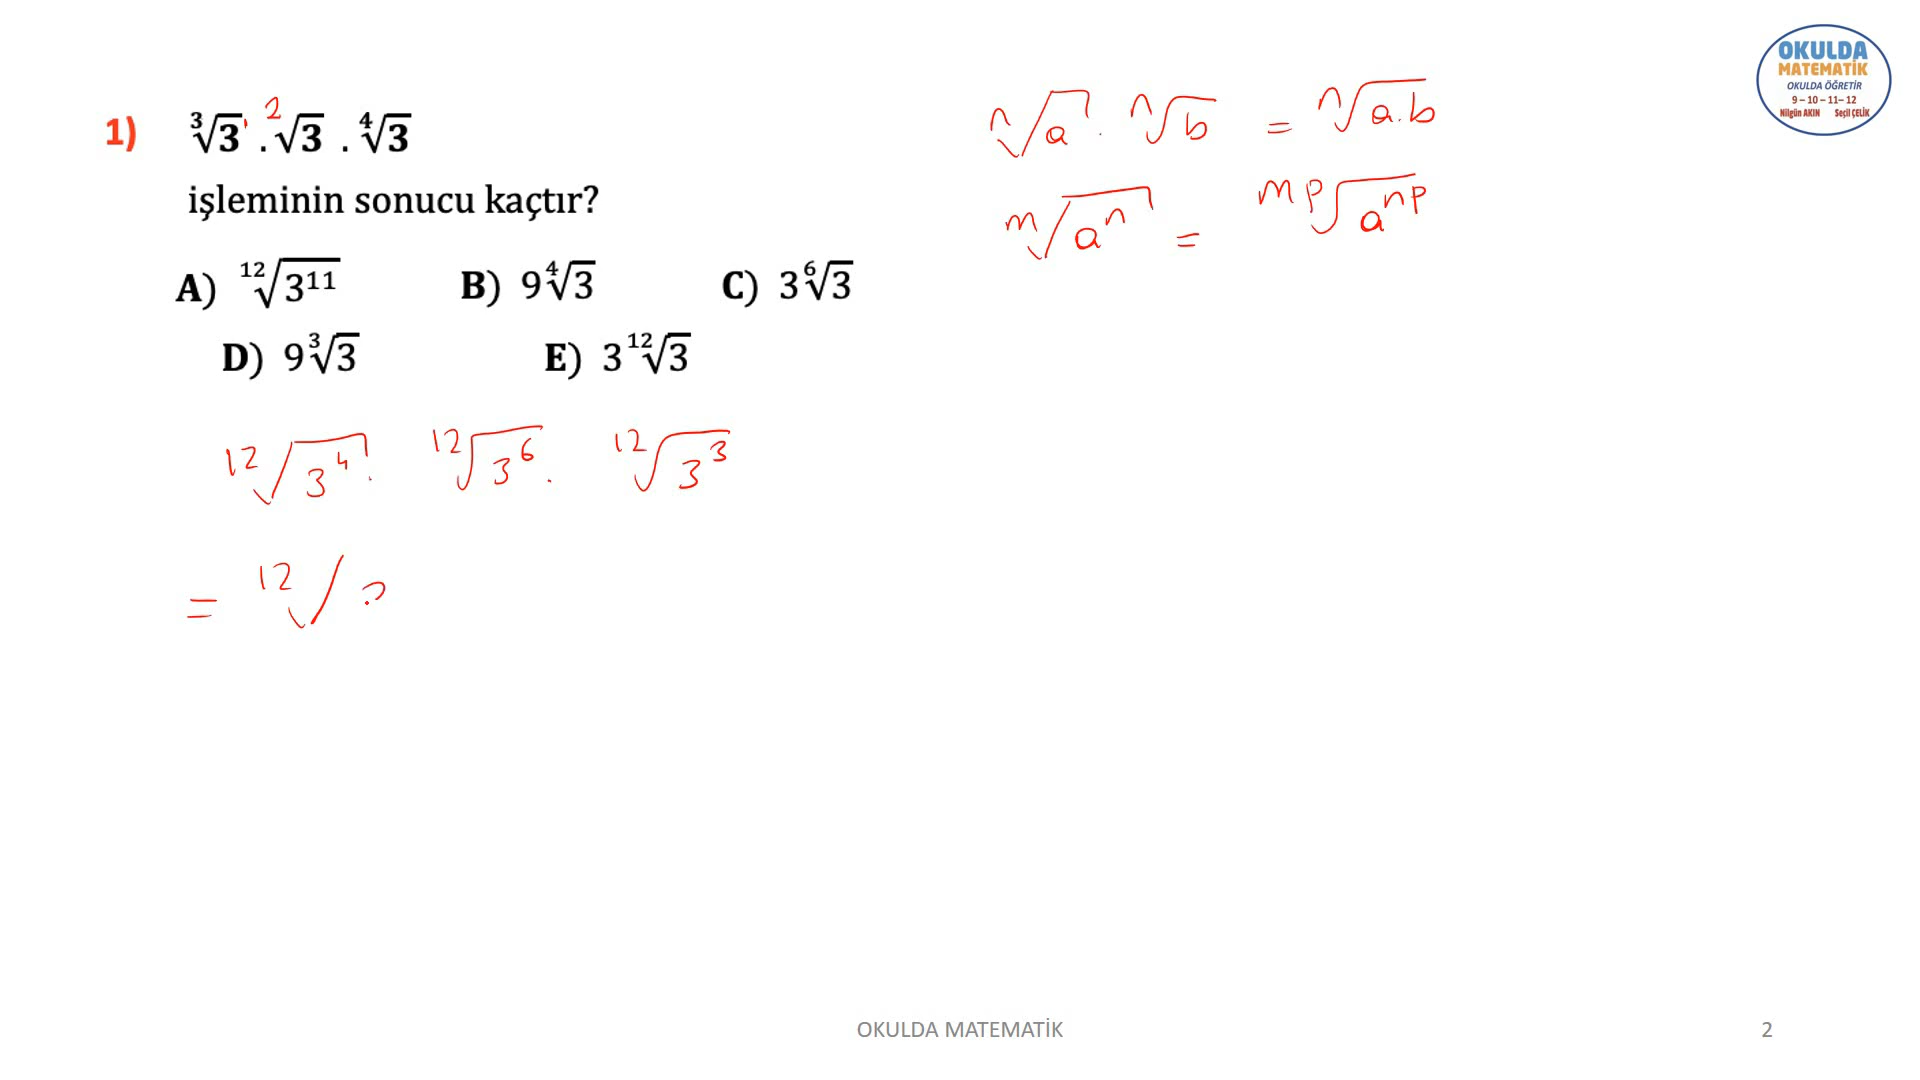 OKULDA
MATEMATİK
OKULDA ÖĞRETİR
9 – 10 – 11– 12
Nilgün AKIN Seçil ÇELİK
1) ∛3 . ²√3 . ∜3
işleminin sonucu kaçtır?
A) ¹²√3¹¹ B) 9∜3 C) 3⁶√3
D) 9∛3 E) 3¹²√3
ⁿ√a . ⁿ√b = ⁿ√a.b
ᵐ√aⁿ = ᵐᵖ√aⁿᵖ
¹²√3⁴ . ¹²√3⁶ . ¹²√3³
= ¹²√
OKULDA MATEMATİK 2